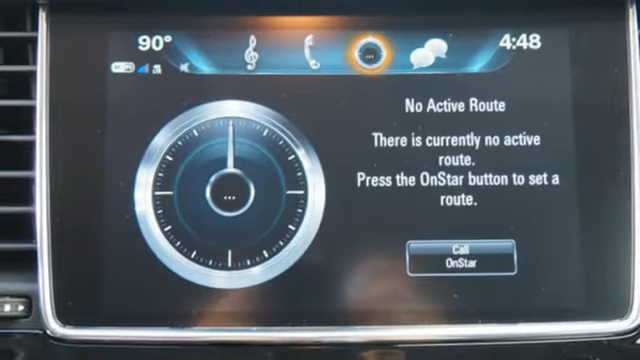 90° 4:48
No Active Route
There is currently no active
route.
Press the OnStar button to set a
route.
...
...
Call
OnStar